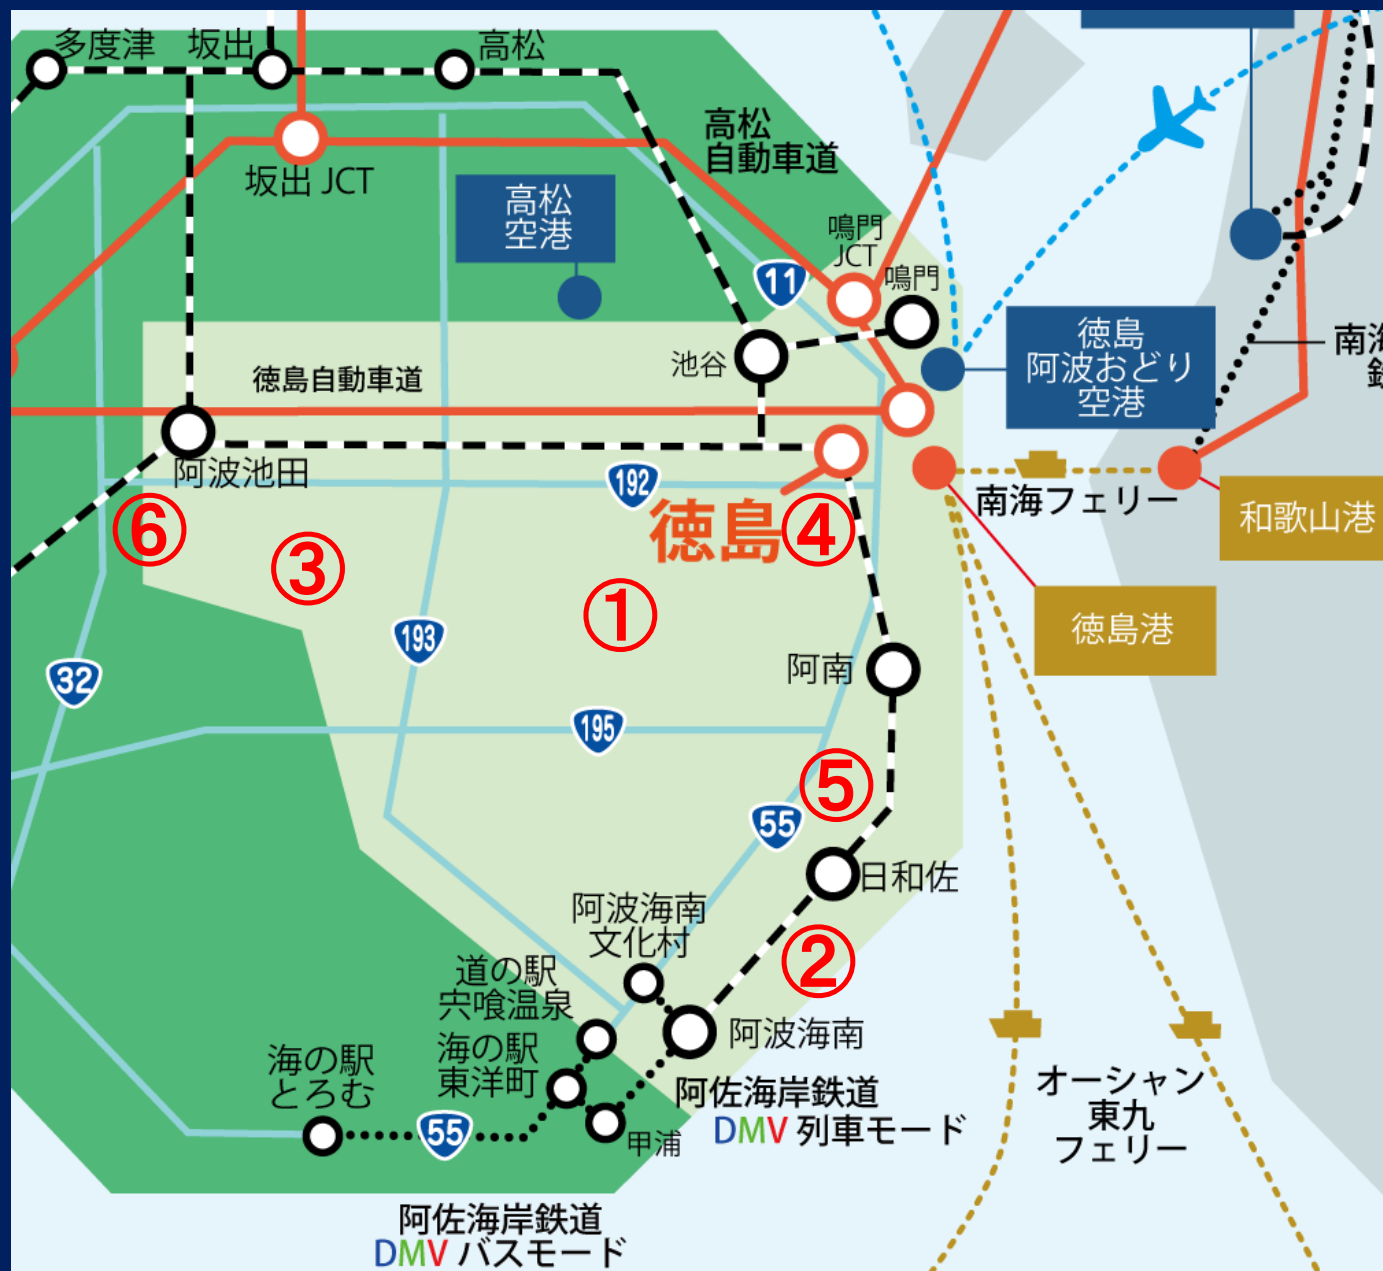 多度津
坂出
高松
高松
自動車道
坂出 JCT
高松
空港
鳴門
JCT
鳴門
11
池谷
徳島
阿波おどり
空港
南海
徳島自動車道
阿波池田
192
徳島
南海フェリー
和歌山港
⑥
③
④
①
徳島港
193
32
阿南
195
⑤
55
日和佐
阿波海南
文化村
②
道の駅
宍喰温泉
阿波海南
海の駅
東洋町
海の駅
とろむ
55
甲浦
阿佐海岸鉄道
DMV 列車モード
オーシャン
東九
フェリー
阿佐海岸鉄道
DMV バスモード